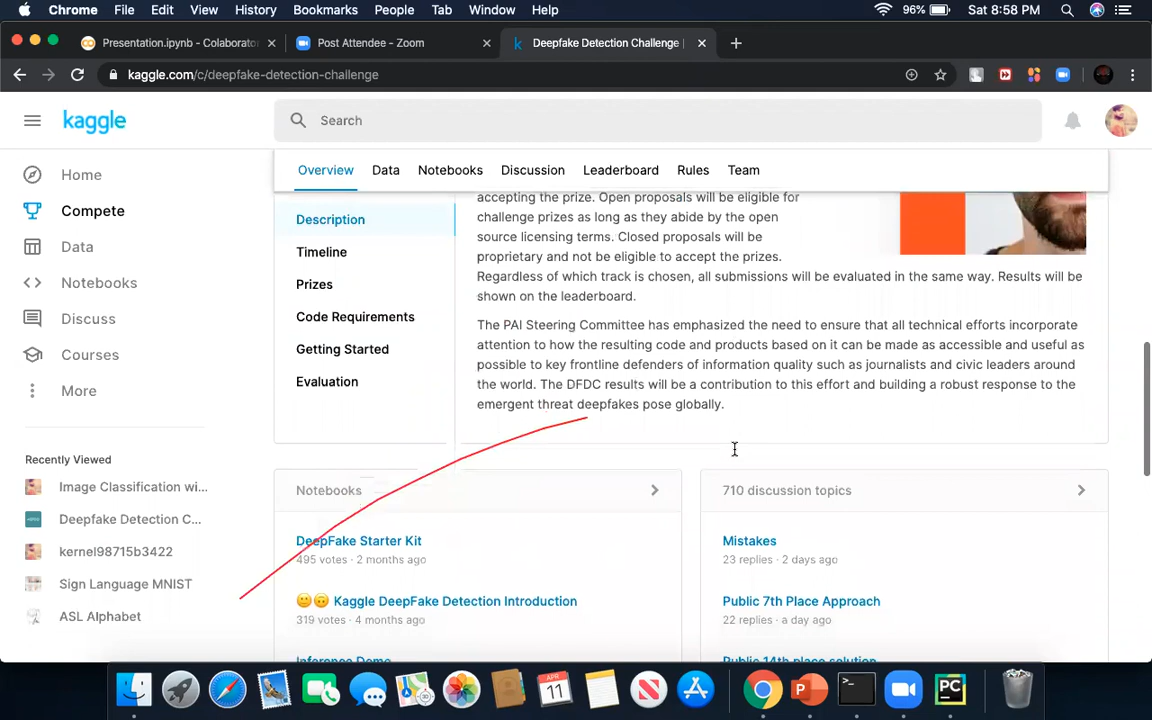 Chrome File Edit View History Bookmarks People Tab Window Help 96% Sat 8:58 PM
Presentation.ipynb - Colaborator Post Attendee - Zoom Deepfake Detection Challenge
kaggle.com/c/deepfake-detection-challenge
kaggle Search
Overview Data Notebooks Discussion Leaderboard Rules Team
Home
Compete
Data
Notebooks
Discuss
Courses
More
Recently Viewed
Image Classification wi...
Deepfake Detection C...
kernel98715b3422
Sign Language MNIST
ASL Alphabet
Description
Timeline
Prizes
Code Requirements
Getting Started
Evaluation
accepting the prize. Open proposals will be eligible for
challenge prizes as long as they abide by the open
source licensing terms. Closed proposals will be
proprietary and not be eligible to accept the prizes.
Regardless of which track is chosen, all submissions will be evaluated in the same way. Results will be
shown on the leaderboard.
The PAI Steering Committee has emphasized the need to ensure that all technical efforts incorporate
attention to how the resulting code and products based on it can be made as accessible and useful as
possible to key frontline defenders of information quality such as journalists and civic leaders around
the world. The DFDC results will be a contribution to this effort and building a robust response to the
emergent threat deepfakes pose globally.
Notebooks
DeepFake Starter Kit
495 votes · 2 months ago
Kaggle DeepFake Detection Introduction
319 votes · 4 months ago
Inference Demo
710 discussion topics
Mistakes
23 replies · 2 days ago
Public 7th Place Approach
22 replies · a day ago
Public 14th place solution
APR
11
PC